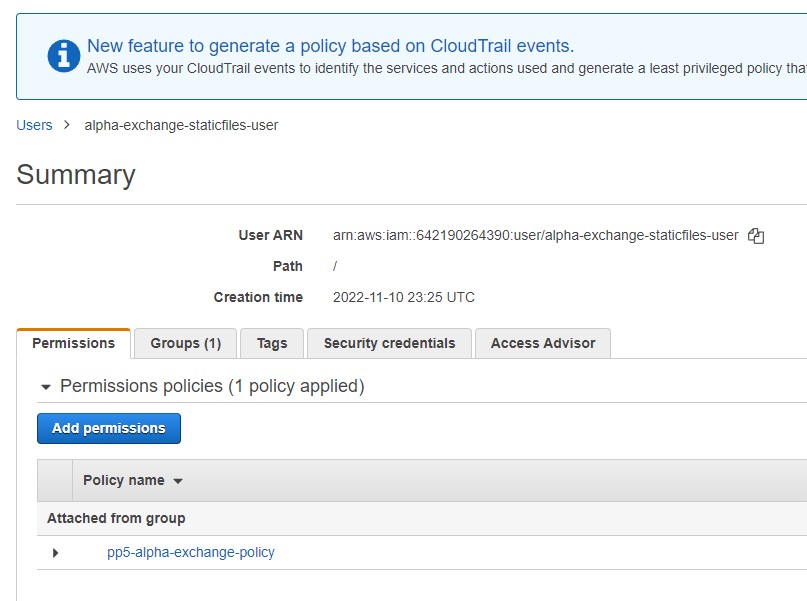 New feature to generate a policy based on CloudTrail events.
AWS uses your CloudTrail events to identify the services and actions used and generate a least privileged policy tha
Users > alpha-exchange-staticfiles-user
Summary
User ARN arn:aws:iam::642190264390:user/alpha-exchange-staticfiles-user
Path /
Creation time 2022-11-10 23:25 UTC
Permissions Groups (1) Tags Security credentials Access Advisor
Permissions policies (1 policy applied)
Add permissions
Policy name
Attached from group
pp5-alpha-exchange-policy